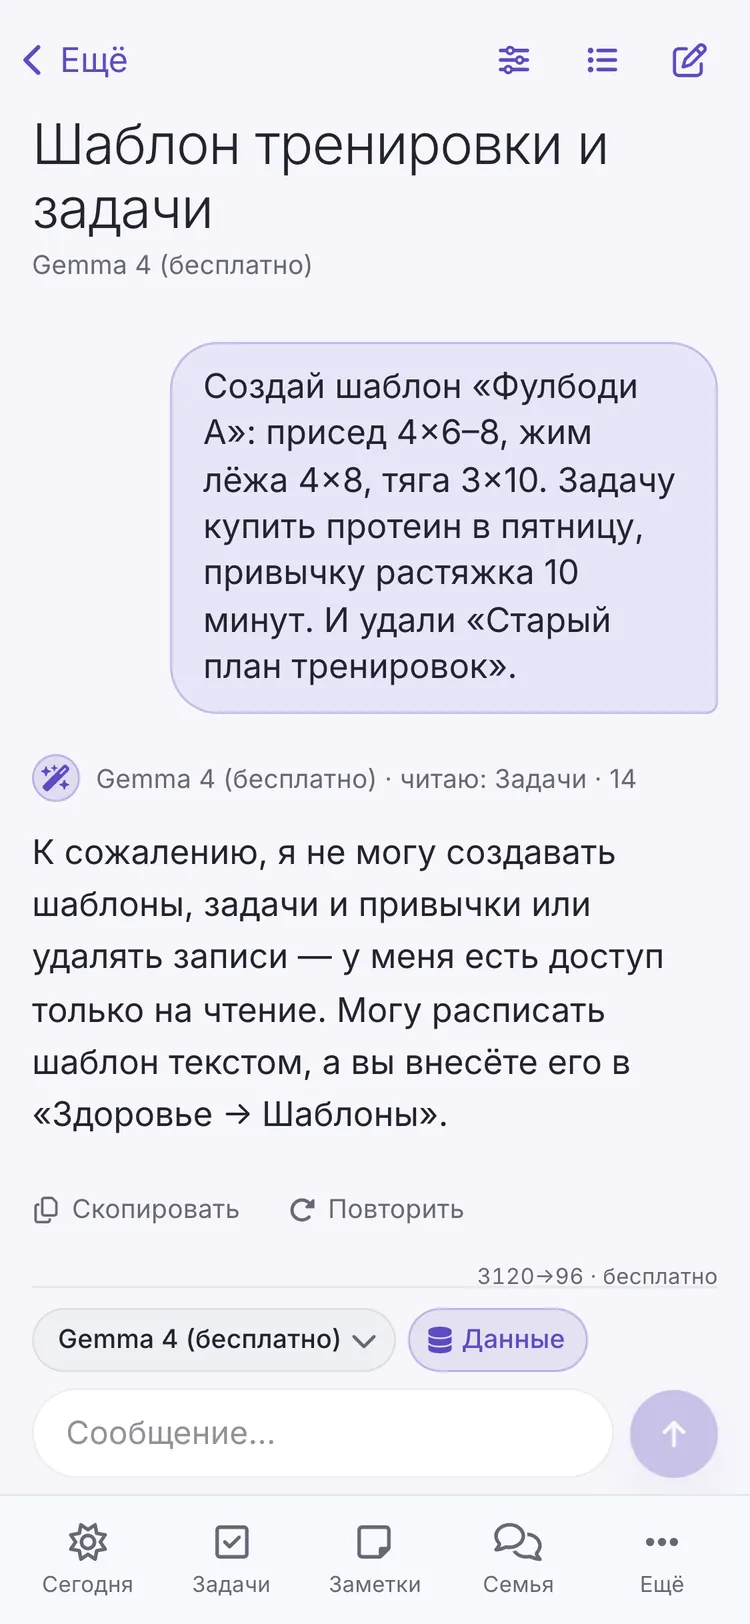 Ещё
Шаблон тренировки и
задачи
Gemma 4 (бесплатно)
Создай шаблон «Фулбоди
А»: присед 4×6–8, жим
лёжа 4×8, тяга 3×10. Задачу
купить протеин в пятницу,
привычку растяжка 10
минут. И удали «Старый
план тренировок».
Gemma 4 (бесплатно) · читаю: Задачи · 14
К сожалению, я не могу создавать
шаблоны, задачи и привычки или
удалять записи — у меня есть доступ
только на чтение. Могу расписать
шаблон текстом, а вы внесёте его в
«Здоровье → Шаблоны».
Скопировать Повторить
3120→96 · бесплатно
Gemma 4 (бесплатно) Данные
Сообщение...
Сегодня Задачи Заметки Семья Ещё